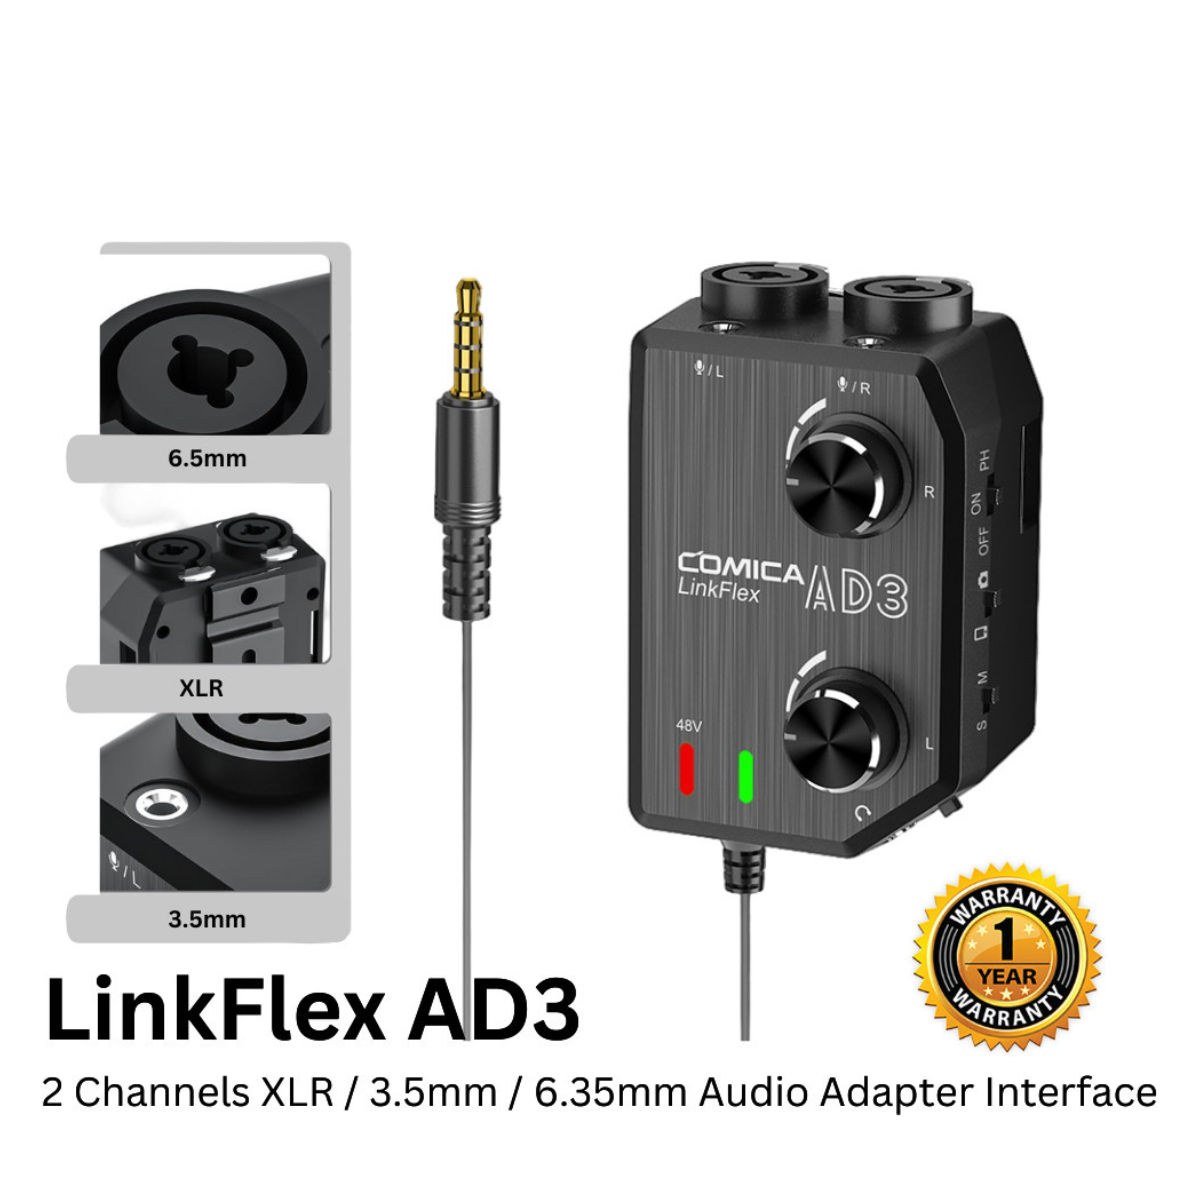 6.5mm
XLR
3.5mm
/ L
/ R
R
COMICA
LinkFlex
AD3
48V
L
PH
ON
OFF
M
S
/ L
WARRANTY
1
YEAR
WARRANTY
LinkFlex AD3
2 Channels XLR / 3.5mm / 6.35mm Audio Adapter Interface